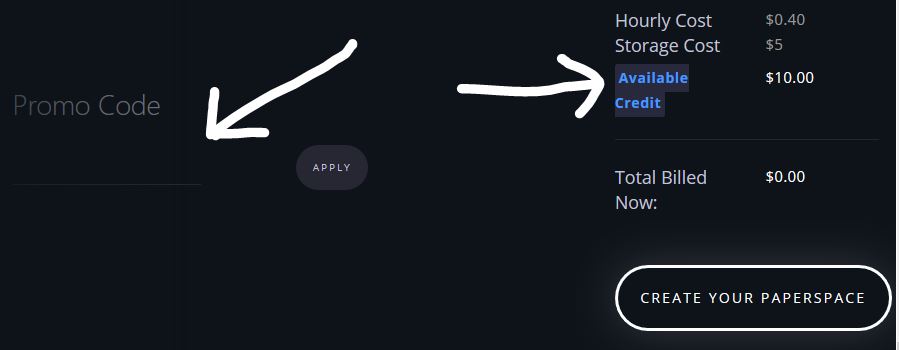 Promo Code
APPLY
Hourly Cost $0.40
Storage Cost $5
Available $10.00
Credit
Total Billed $0.00
Now:
CREATE YOUR PAPERSPACE